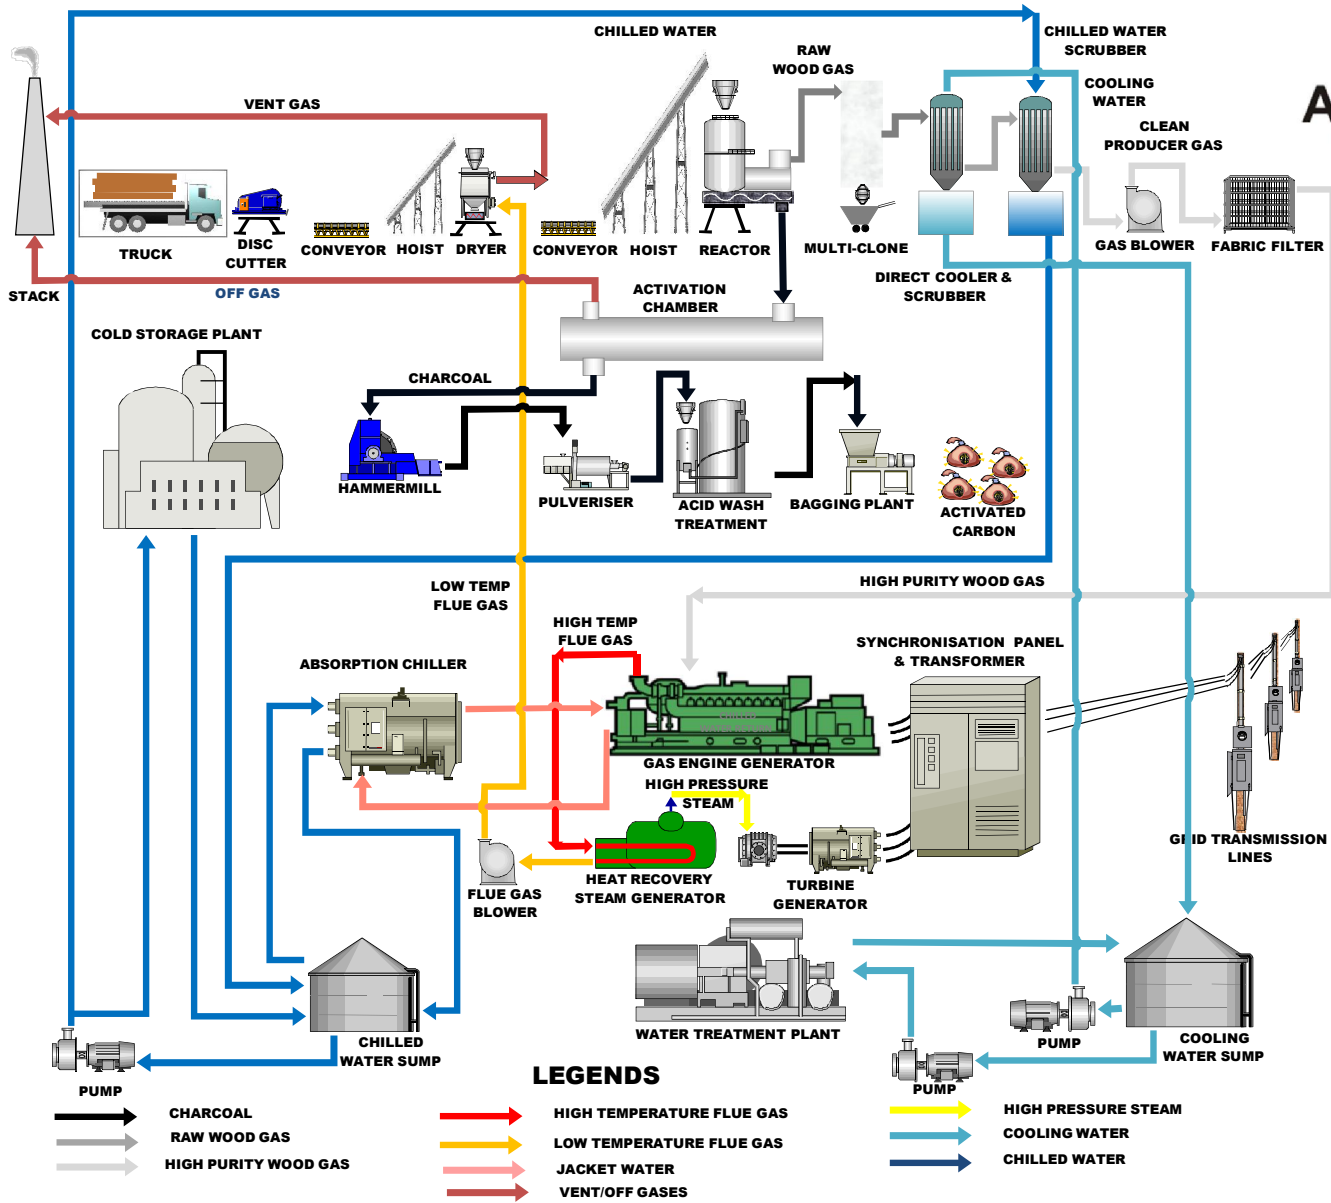 CHILLED WATER
CHILLED WATER
SCRUBBER
RAW
WOOD GAS
COOLING
WATER
A
VENT GAS
CLEAN
PRODUCER GAS
TRUCK
DISC
CUTTER
CONVEYOR
HOIST
DRYER
CONVEYOR
HOIST
REACTOR
MULTI-CLONE
GAS BLOWER
FABRIC FILTER
STACK
OFF GAS
ACTIVATION
CHAMBER
DIRECT COOLER &
SCRUBBER
COLD STORAGE PLANT
CHARCOAL
HAMMERMILL
PULVERISER
ACID WASH
TREATMENT
BAGGING PLANT
ACTIVATED
CARBON
LOW TEMP
FLUE GAS
HIGH PURITY WOOD GAS
HIGH TEMP
FLUE GAS
SYNCHRONISATION PANEL
& TRANSFORMER
ABSORPTION CHILLER
GAS ENGINE GENERATOR
HIGH PRESSURE
STEAM
GRID TRANSMISSION
LINES
HEAT RECOVERY
STEAM GENERATOR
TURBINE
GENERATOR
FLUE GAS
BLOWER
WATER TREATMENT PLANT
CHILLED
WATER SUMP
PUMP
COOLING
WATER SUMP
PUMP
PUMP
LEGENDS
CHARCOAL
RAW WOOD GAS
HIGH PURITY WOOD GAS
HIGH TEMPERATURE FLUE GAS
LOW TEMPERATURE FLUE GAS
JACKET WATER
VENT/OFF GASES
HIGH PRESSURE STEAM
COOLING WATER
CHILLED WATER